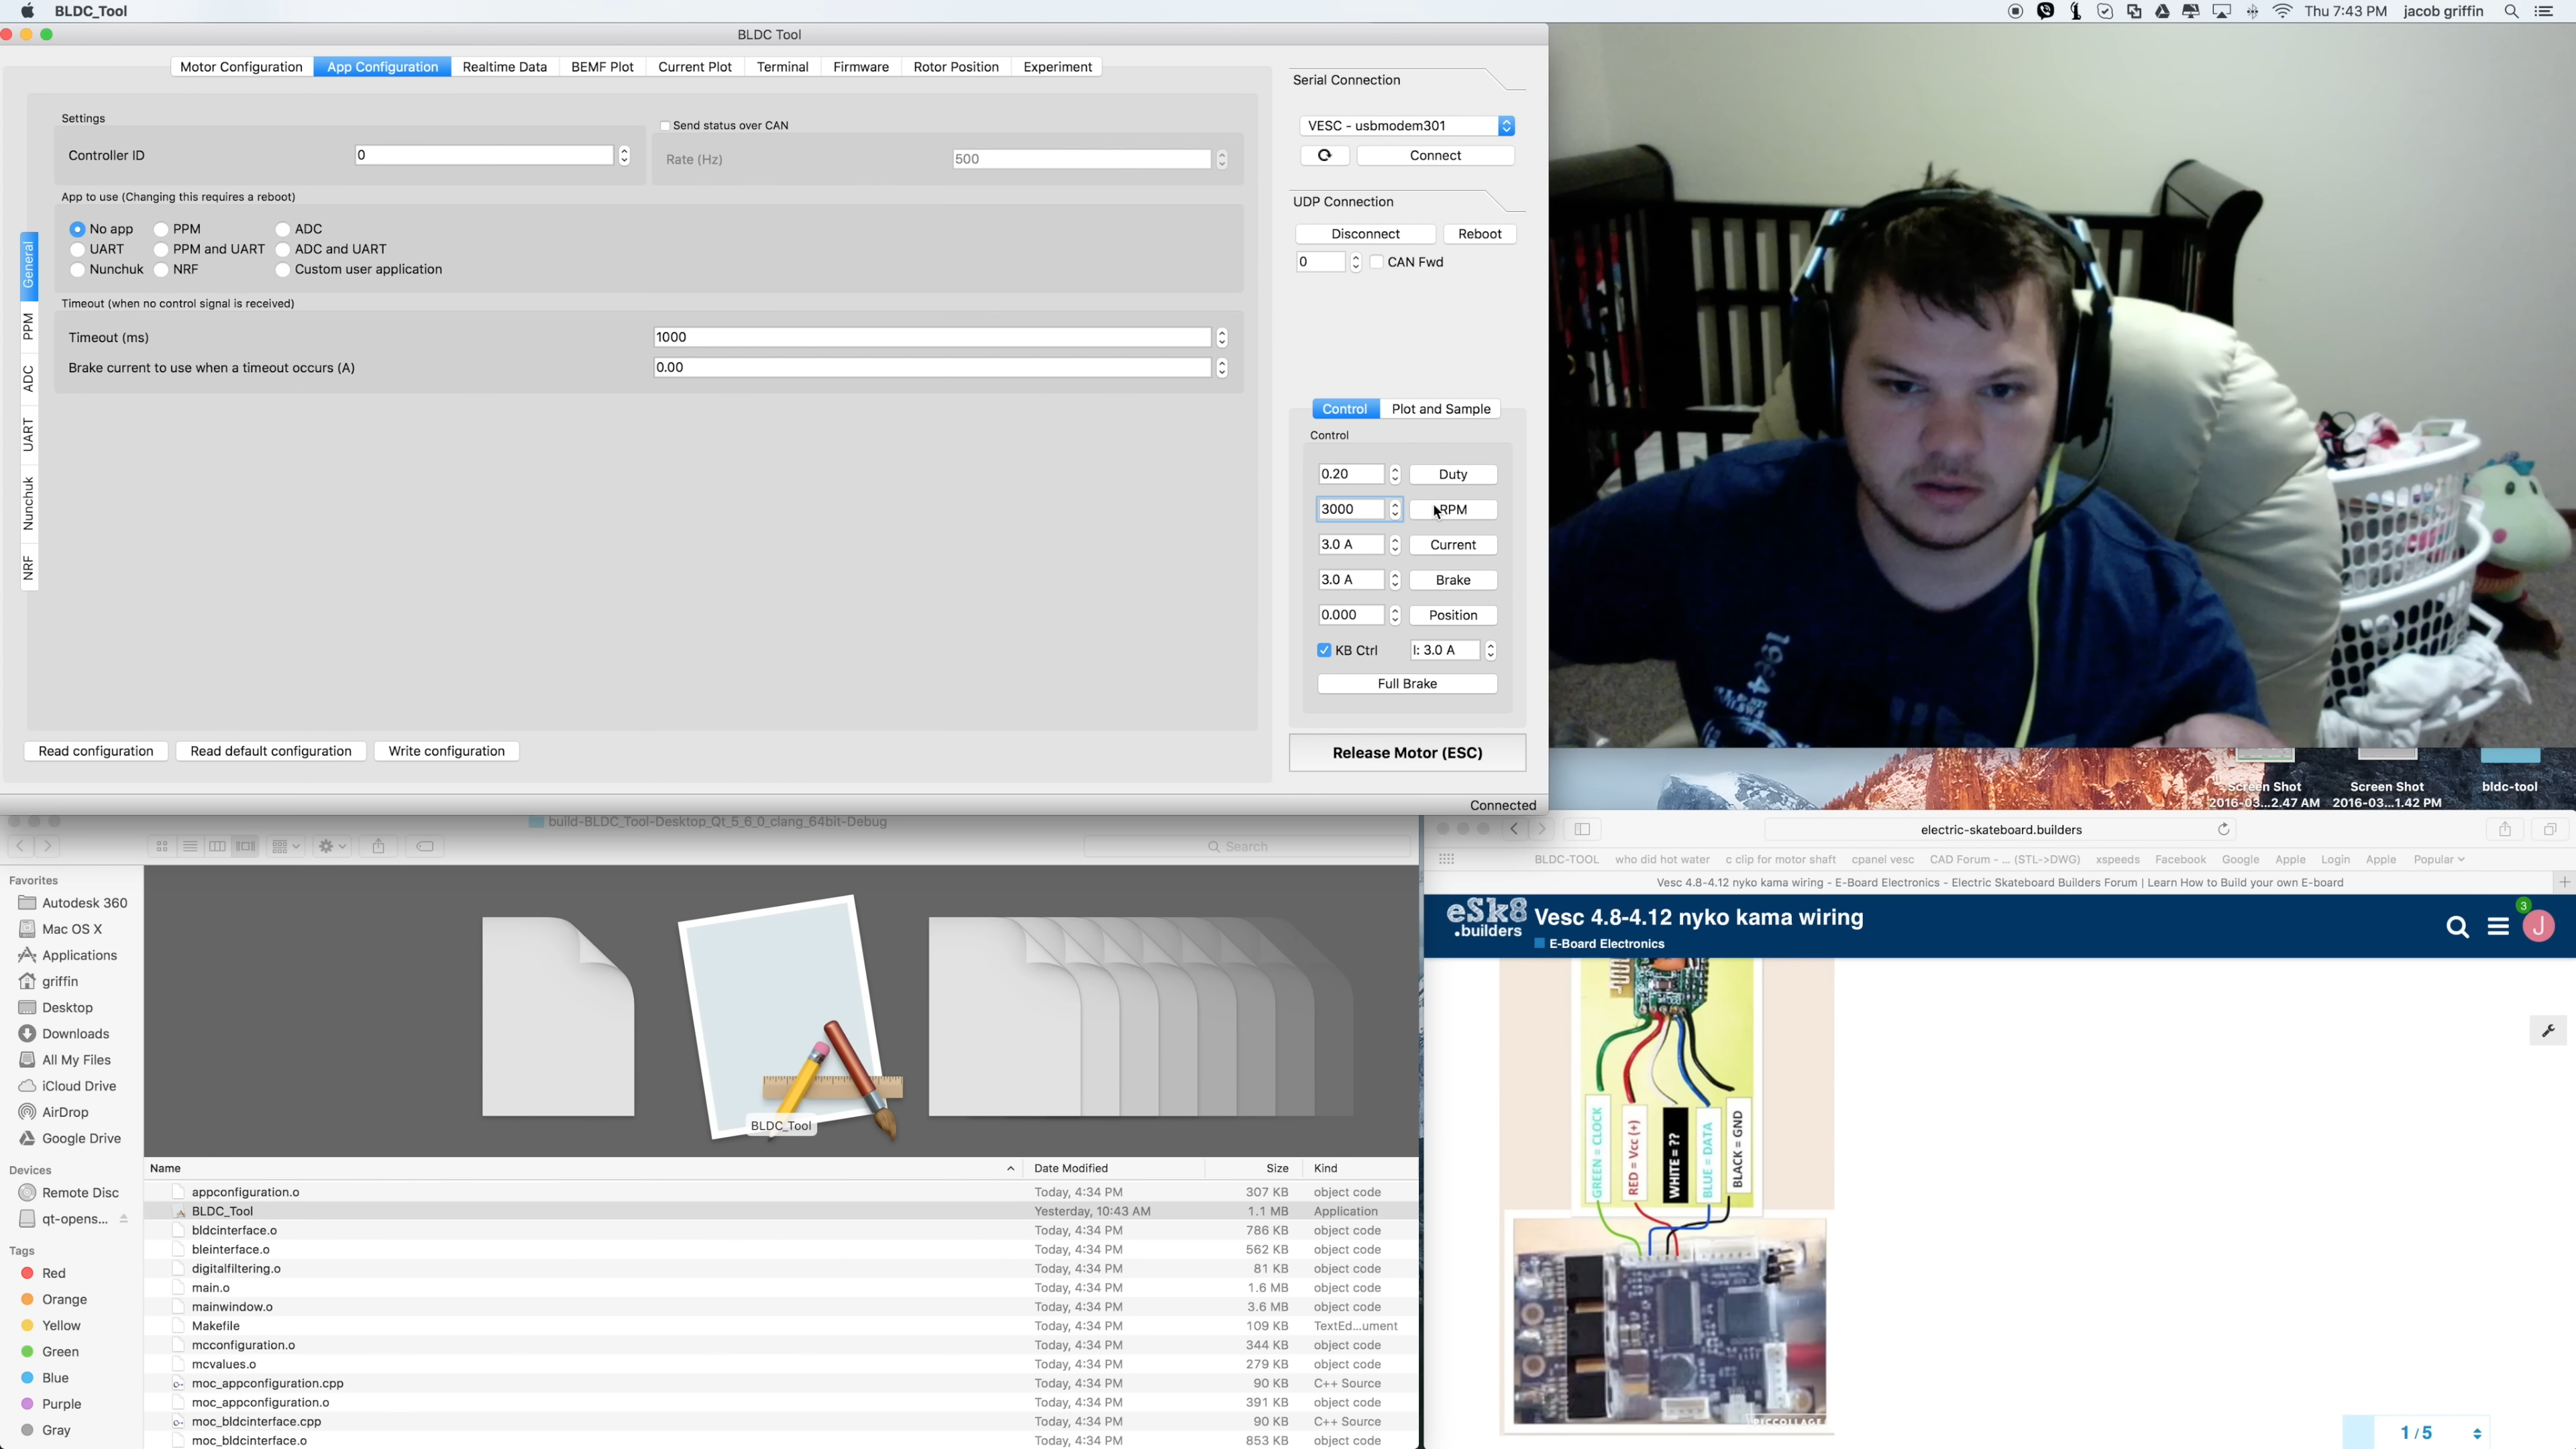 BLDC_Tool
Thu 7:43 PM jacob griffin
BLDC Tool
Motor Configuration App Configuration Realtime Data BEMF Plot Current Plot Terminal Firmware Rotor Position Experiment
Settings
Controller ID 0
Send status over CAN
Rate (Hz) 500
App to use (Changing this requires a reboot)
No app PPM ADC
UART PPM and UART ADC and UART
Nunchuk NRF Custom user application
Timeout (when no control signal is received)
Timeout (ms) 1000
Brake current to use when a timeout occurs (A) 0.00
General
PPM
ADC
UART
Nunchuk
NRF
Read configuration Read default configuration Write configuration
Serial Connection
VESC - usbmodem301
Connect
UDP Connection
Disconnect Reboot
0 CAN Fwd
Control Plot and Sample
Control
0.20 Duty
3000 RPM
3.0 A Current
3.0 A Brake
0.000 Position
KB Ctrl I: 3.0 A
Full Brake
Release Motor (ESC)
Connected
Screen Shot
2016-03...2.47 AM
Screen Shot
2016-03...1.42 PM
bldc-tool
build-BLDC_Tool-Desktop_Qt_5_6_0_clang_64bit-Debug
Search
Favorites
Autodesk 360
Mac OS X
Applications
griffin
Desktop
Downloads
All My Files
iCloud Drive
AirDrop
Google Drive
Devices
Remote Disc
qt-opens...
Tags
Red
Orange
Yellow
Green
Blue
Purple
Gray
BLDC_Tool
Name Date Modified Size Kind
appconfiguration.o Today, 4:34 PM 307 KB object code
BLDC_Tool Yesterday, 10:43 AM 1.1 MB Application
bldcinterface.o Today, 4:34 PM 786 KB object code
bleinterface.o Today, 4:34 PM 562 KB object code
digitalfiltering.o Today, 4:34 PM 81 KB object code
main.o Today, 4:34 PM 1.6 MB object code
mainwindow.o Today, 4:34 PM 3.6 MB object code
Makefile Today, 4:34 PM 109 KB TextEd...ument
mcconfiguration.o Today, 4:34 PM 344 KB object code
mcvalues.o Today, 4:34 PM 279 KB object code
moc_appconfiguration.cpp Today, 4:34 PM 90 KB C++ Source
moc_appconfiguration.o Today, 4:34 PM 391 KB object code
moc_bldcinterface.cpp Today, 4:34 PM 90 KB C++ Source
moc_bldcinterface.o Today, 4:34 PM 853 KB object code
electric-skateboard.builders
BLDC-TOOL who did hot water c clip for motor shaft cpanel vesc CAD Forum - ... (STL->DWG) xspeeds Facebook Google Apple Login Apple Popular
Vesc 4.8-4.12 nyko kama wiring - E-Board Electronics - Electric Skateboard Builders Forum | Learn How to Build your own E-board
eSk8
.builders
Vesc 4.8-4.12 nyko kama wiring
E-Board Electronics
3
J
GREEN = CLOCK
RED = Vcc (+)
WHITE = ??
BLUE = DATA
BLACK = GND
PICCOLLAGE
1 / 5